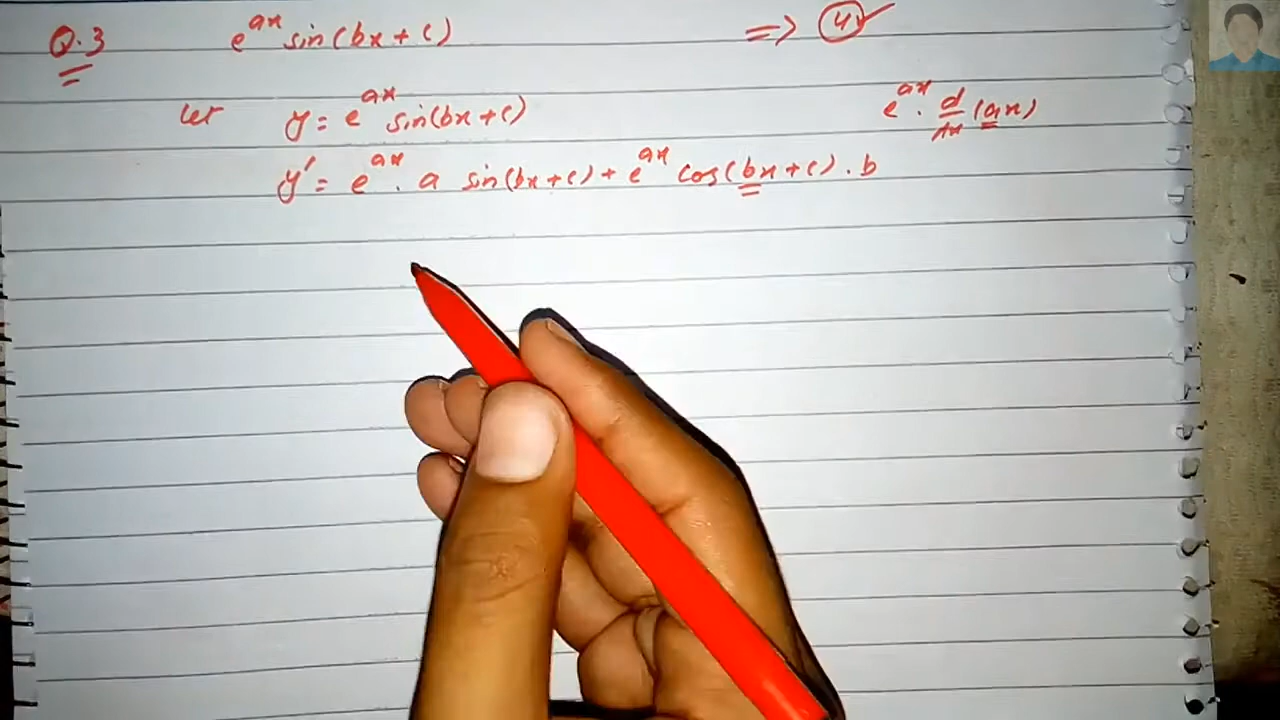 Q.3 e^{ax} sin(bx+c) => 4
let y = e^{ax} sin(bx+c) e^{ax} . d/dx (ax)
y' = e^{ax} . a sin(bx+c) + e^{ax} cos(bx+c) . b